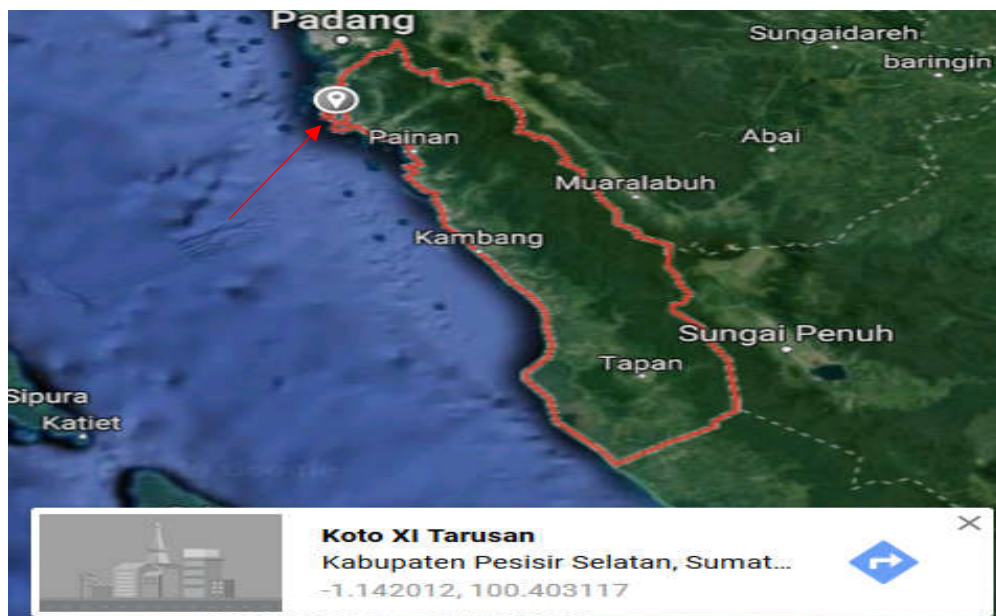 Padang
Sungaidareh
baringin
Painan
Abai
Muaralabuh
Kambang
Sungai Penuh
Tapan
Sipura
Katiet
Koto XI Tarusan
Kabupaten Pesisir Selatan, Sumat...
-1.142012, 100.403117